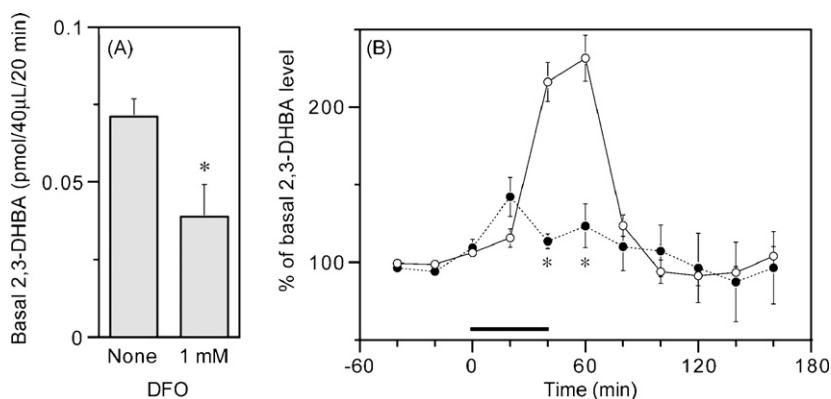 (A)
Basal 2,3-DHBA (pmol/40μL/20 min)
0.1
0.05
0
*
None
1 mM
DFO
(B)
% of basal 2,3-DHBA level
200
100
* *
-60
0
60
120
180
Time (min)